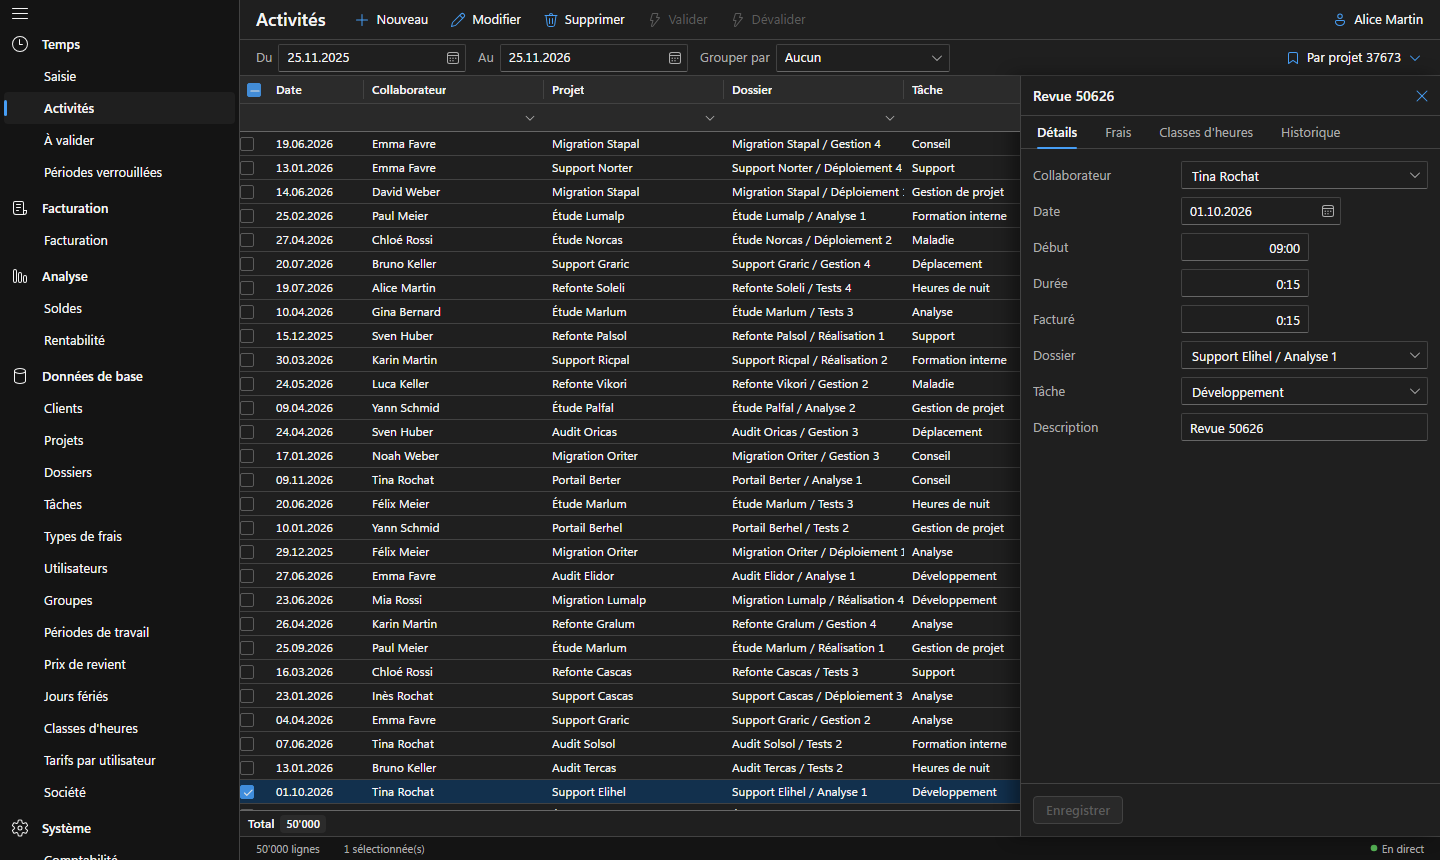 Activités
Nouveau
Modifier
Supprimer
Valider
Dévalider
Alice Martin
Temps
Saisie
Activités
À valider
Périodes verrouillées
Facturation
Facturation
Analyse
Soldes
Rentabilité
Données de base
Clients
Projets
Dossiers
Tâches
Types de frais
Utilisateurs
Groupes
Périodes de travail
Prix de revient
Jours fériés
Classes d'heures
Tarifs par utilisateur
Société
Système
Du 25.11.2025 Au 25.11.2026 Grouper par Aucun
Par projet 37673
Date Collaborateur Projet Dossier Tâche
19.06.2026 Emma Favre Migration Stapal Migration Stapal / Gestion 4 Conseil
13.01.2026 Emma Favre Support Norter Support Norter / Déploiement 4 Support
14.06.2026 David Weber Migration Stapal Migration Stapal / Déploiement Gestion de projet
25.02.2026 Paul Meier Étude Lumalp Étude Lumalp / Analyse 1 Formation interne
27.04.2026 Chloé Rossi Étude Norcas Étude Norcas / Déploiement 2 Maladie
20.07.2026 Bruno Keller Support Graric Support Graric / Gestion 4 Déplacement
19.07.2026 Alice Martin Refonte Soleli Refonte Soleli / Tests 4 Heures de nuit
10.04.2026 Gina Bernard Étude Marlum Étude Marlum / Tests 3 Analyse
15.12.2025 Sven Huber Refonte Palsol Refonte Palsol / Réalisation 1 Support
30.03.2026 Karin Martin Support Ricpal Support Ricpal / Réalisation 2 Formation interne
24.05.2026 Luca Keller Refonte Vikori Refonte Vikori / Gestion 2 Maladie
09.04.2026 Yann Schmid Étude Palfal Étude Palfal / Analyse 2 Gestion de projet
24.04.2026 Sven Huber Audit Oricas Audit Oricas / Gestion 3 Déplacement
17.01.2026 Noah Weber Migration Oriter Migration Oriter / Gestion 3 Conseil
09.11.2026 Tina Rochat Portail Berter Portail Berter / Analyse 1 Conseil
20.06.2026 Félix Meier Étude Marlum Étude Marlum / Tests 3 Heures de nuit
10.01.2026 Yann Schmid Portail Berhel Portail Berhel / Tests 2 Gestion de projet
29.12.2025 Félix Meier Migration Oriter Migration Oriter / Déploiement 1 Analyse
27.06.2026 Emma Favre Audit Elidor Audit Elidor / Analyse 1 Développement
23.06.2026 Mia Rossi Migration Lumalp Migration Lumalp / Réalisation 4 Développement
26.04.2026 Karin Martin Refonte Gralum Refonte Gralum / Gestion 4 Analyse
25.09.2026 Paul Meier Étude Marlum Étude Marlum / Réalisation 1 Gestion de projet
16.03.2026 Chloé Rossi Refonte Cascas Refonte Cascas / Tests 3 Support
23.01.2026 Inès Rochat Support Cascas Support Cascas / Déploiement 3 Analyse
04.04.2026 Emma Favre Support Graric Support Graric / Gestion 2 Analyse
07.06.2026 Tina Rochat Audit Solsol Audit Solsol / Tests 2 Formation interne
13.01.2026 Bruno Keller Audit Tercas Audit Tercas / Tests 2 Heures de nuit
01.10.2026 Tina Rochat Support Elihel Support Elihel / Analyse 1 Développement
Total 50'000
50'000 lignes 1 sélectionnée(s)
Revue 50626
Détails Frais Classes d'heures Historique
Collaborateur Tina Rochat
Date 01.10.2026
Début 09:00
Durée 0:15
Facturé 0:15
Dossier Support Elihel / Analyse 1
Tâche Développement
Description Revue 50626
Enregistrer
En direct